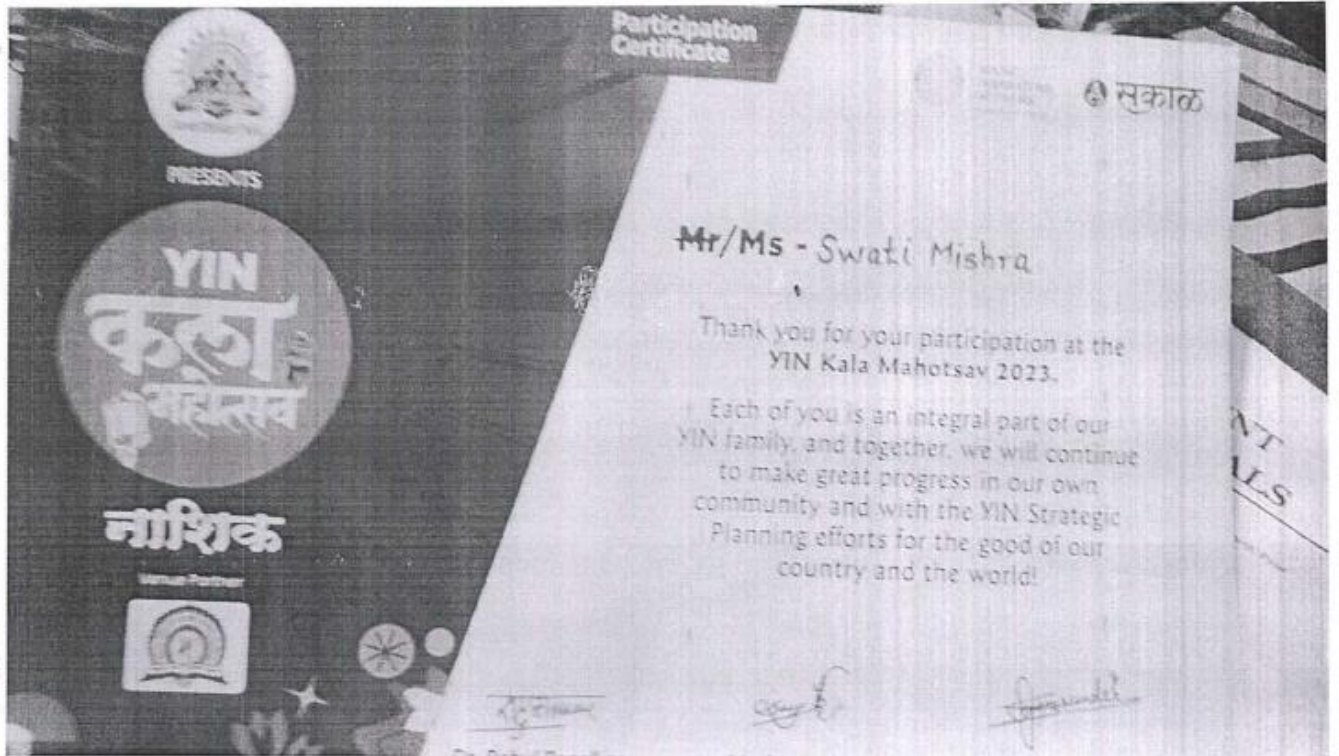 Participation
Certificate
सकाळ
PRESENTS
YIN
कला
महोत्सव
नाशिक
Venue Partner
Mr/Ms - Swati Mishra
Thank you for your participation at the
YIN Kala Mahotsav 2023.
Each of you is an integral part of our
YIN family, and together, we will continue
to make great progress in our own
community and with the YIN Strategic
Planning efforts for the good of our
country and the world!
ALS